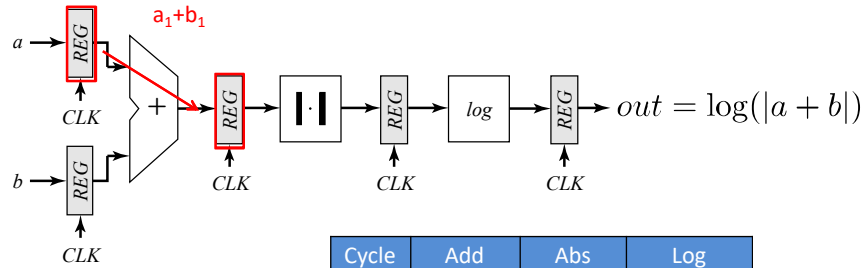 a₁+b₁
a
REG
CLK
+
REG
CLK
|·|
REG
CLK
log
REG
CLK
out = log(|a + b|)
b
REG
CLK
Cycle Add Abs Log